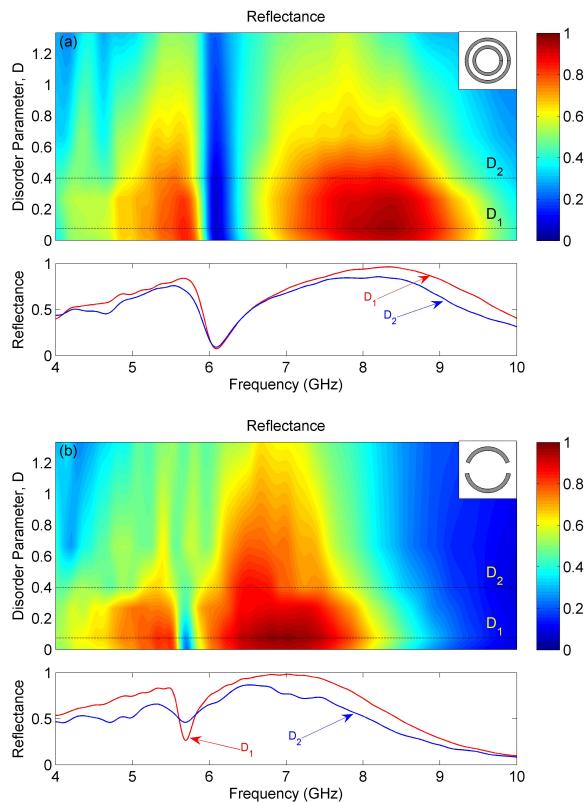 Reflectance
(a)
Disorder Parameter, D
1.2
1
0.8
0.6
0.4
0.2
0
D2
D1
1
0.8
0.6
0.4
0.2
0
Reflectance
1
0.5
0
D1
D2
4 5 6 7 8 9 10
Frequency (GHz)
Reflectance
(b)
Disorder Parameter, D
1.2
1
0.8
0.6
0.4
0.2
0
D2
D1
1
0.8
0.6
0.4
0.2
0
Reflectance
1
0.5
0
D1
D2
4 5 6 7 8 9 10
Frequency (GHz)